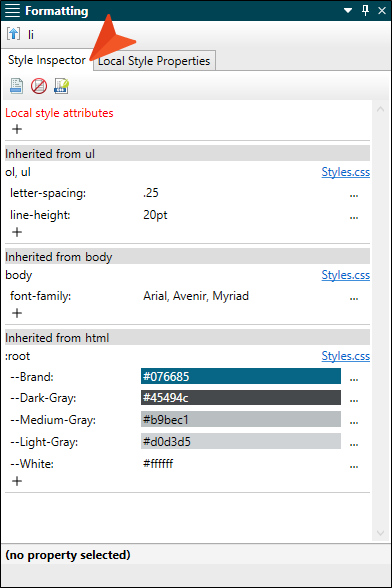 Formatting
li
Style Inspector Local Style Properties
Local style attributes
+
Inherited from ul
ol, ul Styles.css
letter-spacing: .25 ...
line-height: 20pt ...
+
Inherited from body
body Styles.css
font-family: Arial, Avenir, Myriad ...
+
Inherited from html
:root Styles.css
--Brand: #076685 ...
--Dark-Gray: #45494c ...
--Medium-Gray: #b9bec1 ...
--Light-Gray: #d0d3d5 ...
--White: #ffffff ...
+
(no property selected)